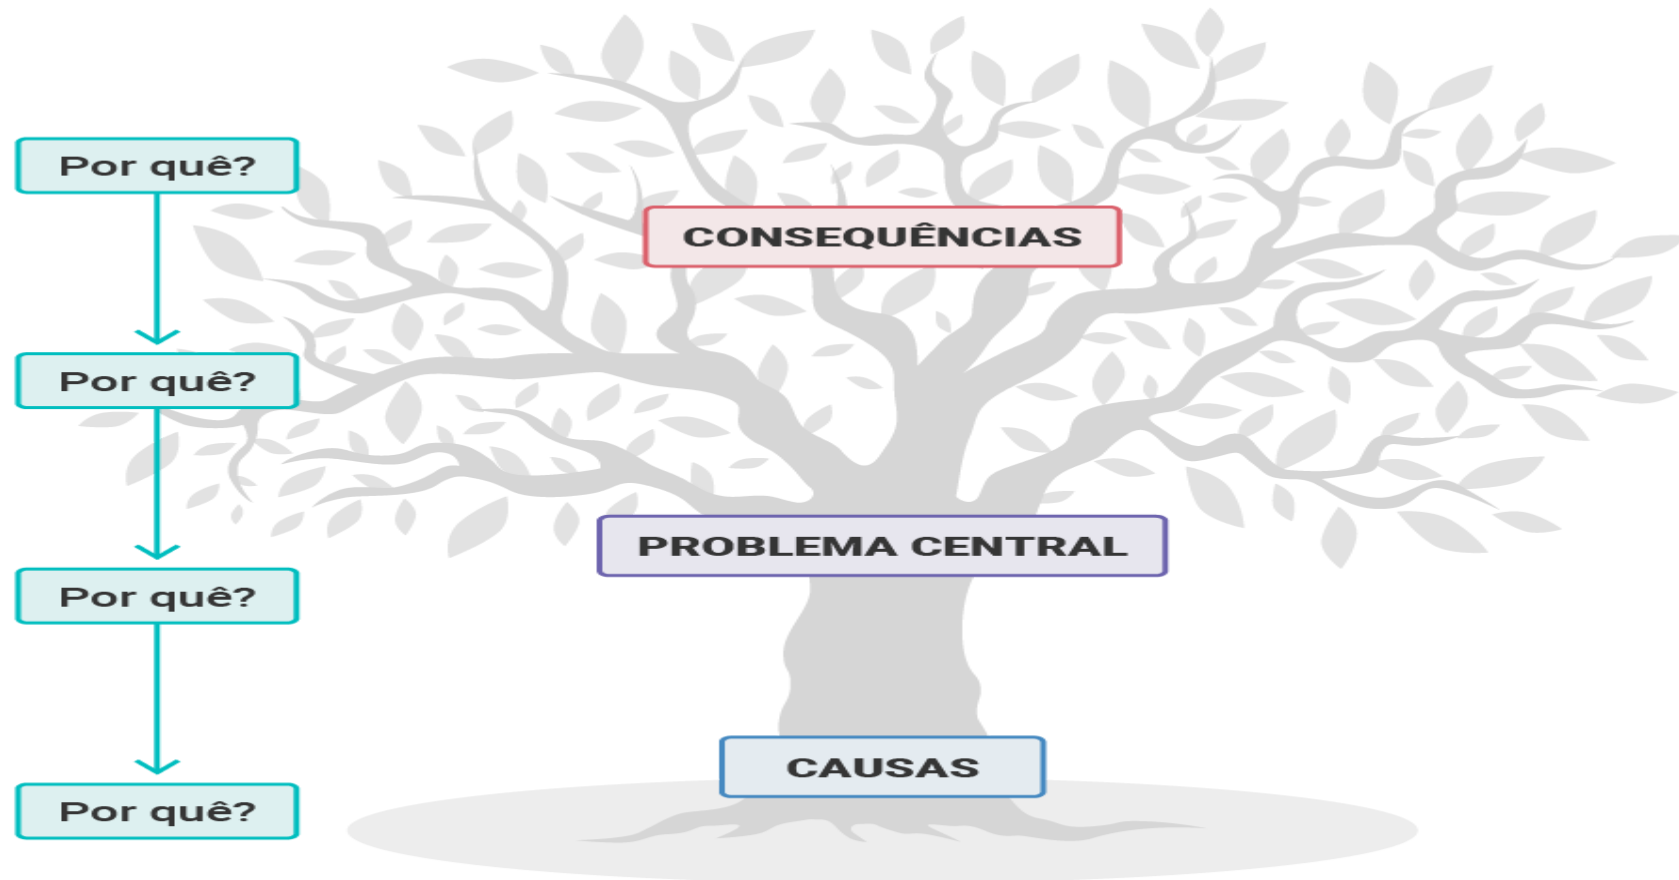 Por quê?
Por quê?
Por quê?
Por quê?
CONSEQUÊNCIAS
PROBLEMA CENTRAL
CAUSAS